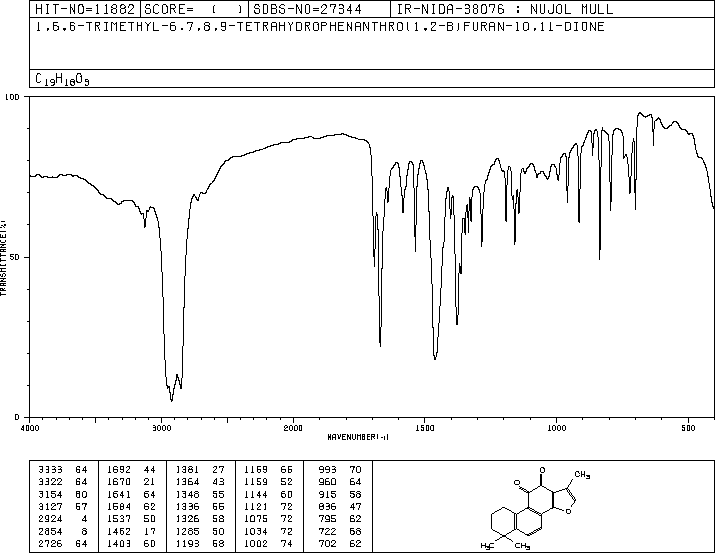 HIT-NO=11882 SCORE= ( ) SDBS-NO=27344 IR-NIDA-38076 : NUJOL MULL
1,6,6-TRIMETHYL-6,7,8,9-TETRAHYDROPHENANTHRO(1,2-B)FURAN-10,11-DIONE
C19H18O3
100
50
0
TRANSMITTANCE(%)
4000 3000 2000 1500 1000 500
WAVENUMBER(-1)
3333 64 1692 44 1381 27 1169 66 993 70
3322 64 1670 21 1364 43 1159 52 960 64
3154 60 1641 64 1348 55 1144 60 915 58
3127 57 1584 62 1336 55 1121 72 836 47
2924 4 1537 50 1326 58 1075 72 795 62
2854 8 1462 17 1285 50 1034 72 722 68
2726 64 1403 60 1193 58 1002 74 702 62
O
O CH3
O
H3C CH3